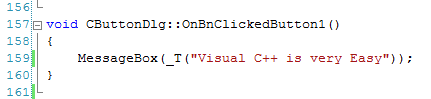 156
157 void CButtonDlg::OnBnClickedButton1()
158 {
159     MessageBox(_T("Visual C++ is very Easy"));
160 }
161